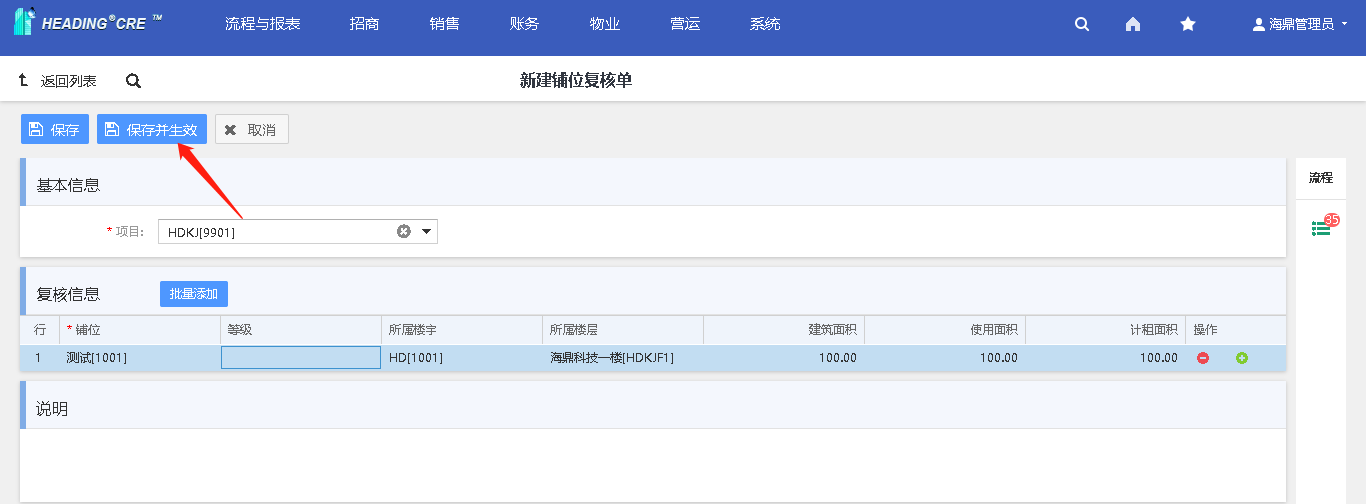 HEADING®CRE ™ 流程与报表 招商 销售 账务 物业 营运 系统 海鼎管理员
返回列表 新建铺位复核单
保存 保存并生效 取消
基本信息
流程
* 项目: HDKJ[9901]
35
复核信息 批量添加
行 * 铺位 等级 所属楼宇 所属楼层 建筑面积 使用面积 计租面积 操作
1 测试[1001] HD[1001] 海鼎科技一楼[HDKJF1] 100.00 100.00 100.00
说明